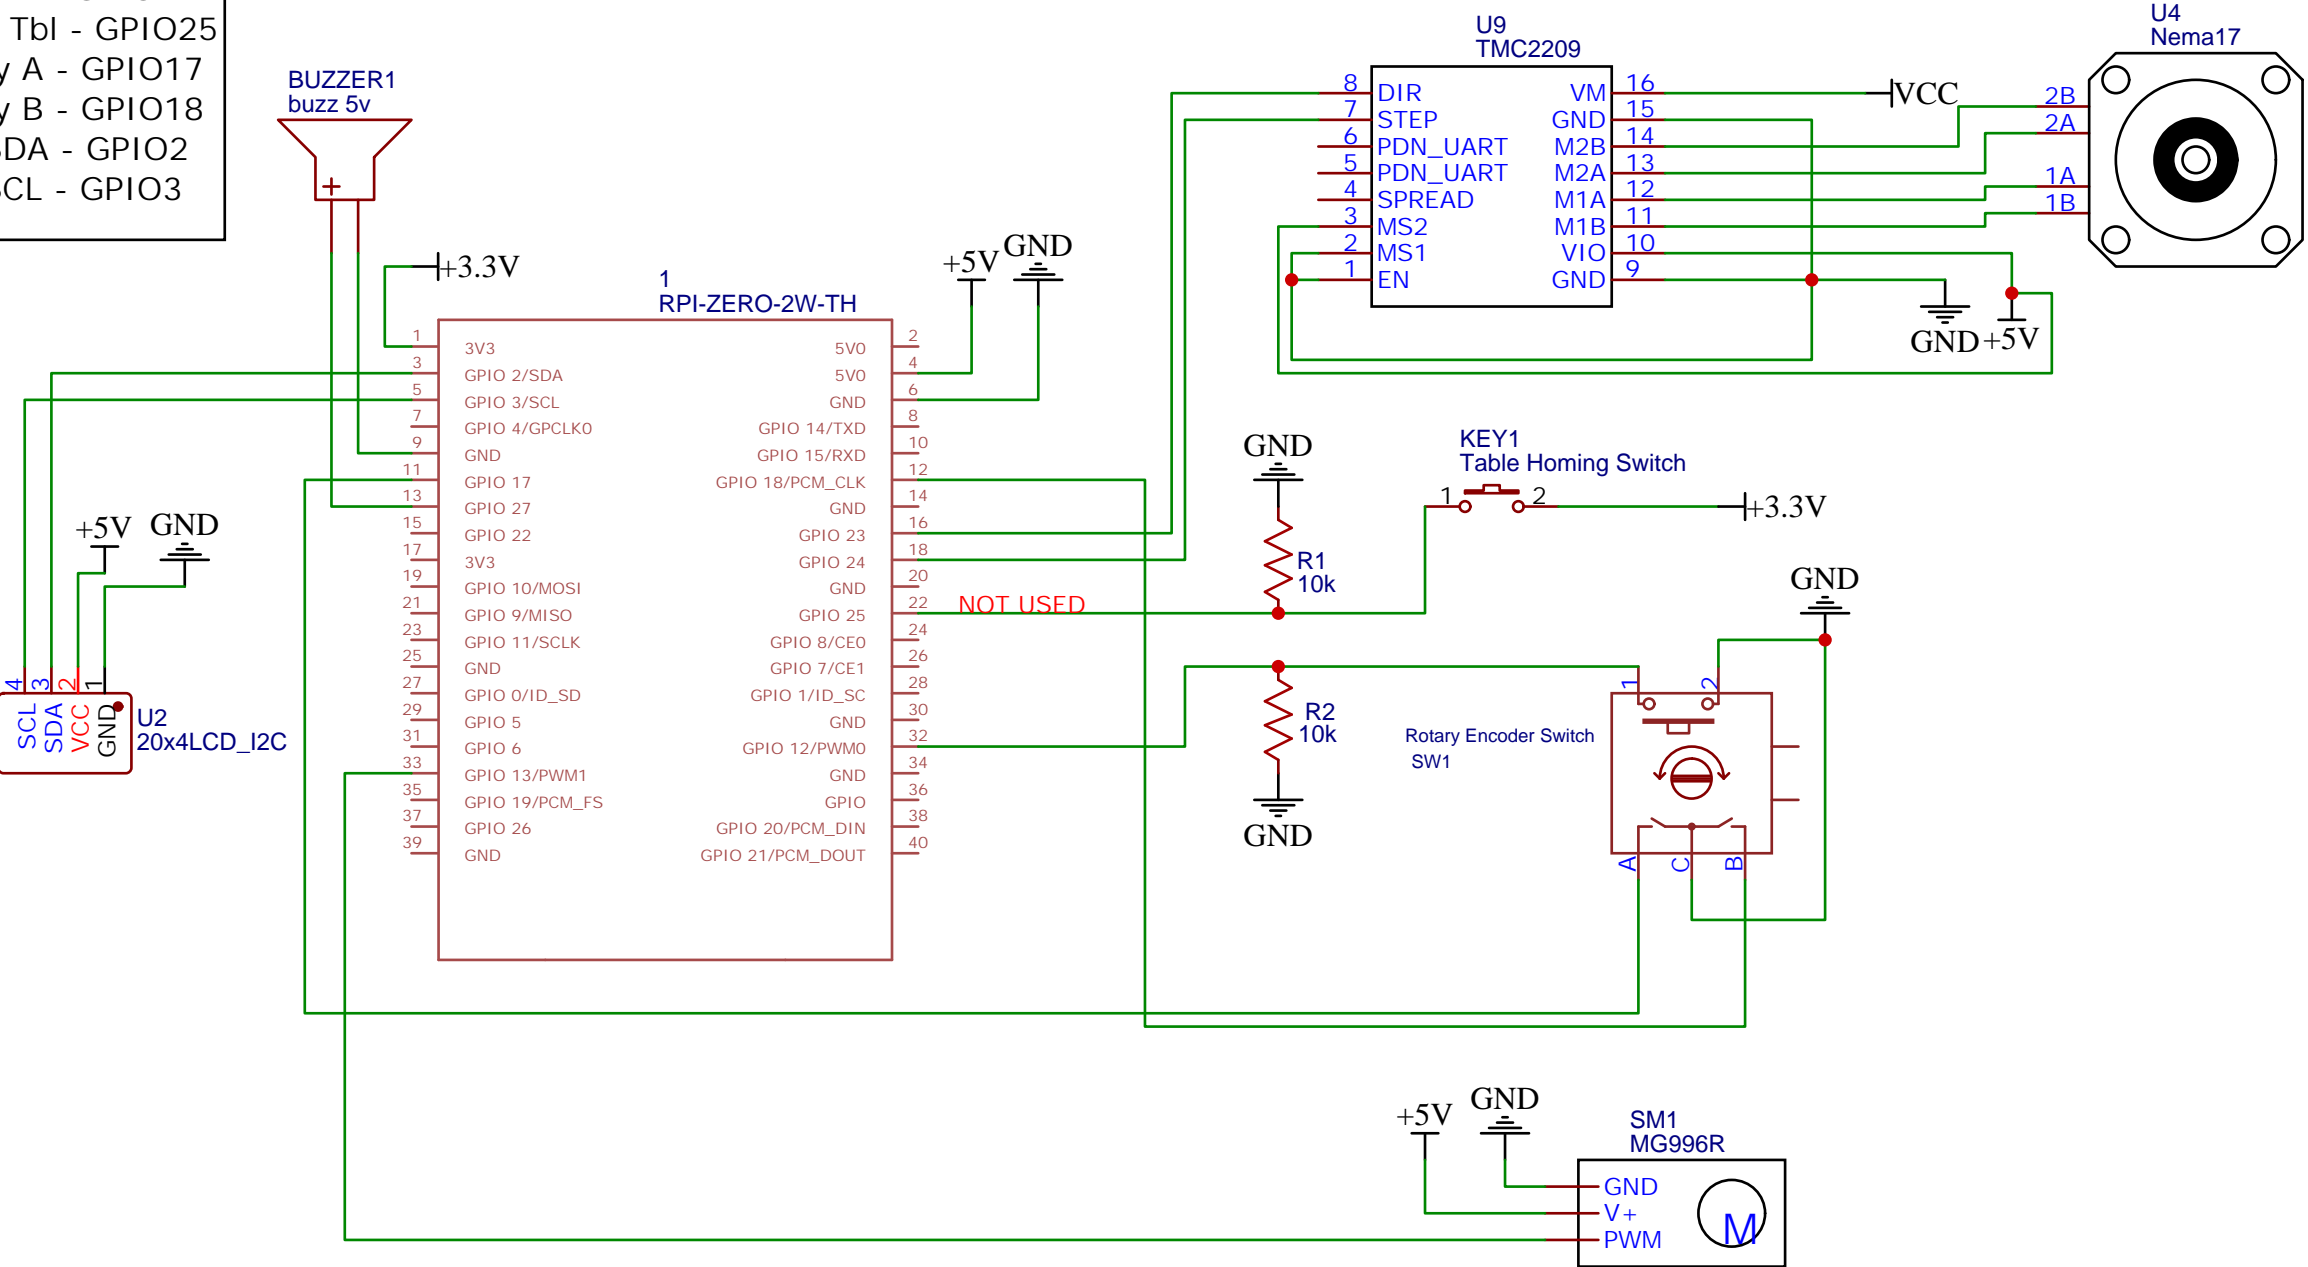 Tbl - GPIO25
y A - GPIO17
y B - GPIO18
SDA - GPIO2
SCL - GPIO3
BUZZER1
buzz 5v
+
+3.3V
+5V
GND
1
RPI-ZERO-2W-TH
1 3V3
3 GPIO 2/SDA
5 GPIO 3/SCL
7 GPIO 4/GPCLK0
9 GND
11 GPIO 17
13 GPIO 27
15 GPIO 22
17 3V3
19 GPIO 10/MOSI
21 GPIO 9/MISO
23 GPIO 11/SCLK
25 GND
27 GPIO 0/ID_SD
29 GPIO 5
31 GPIO 6
33 GPIO 13/PWM1
35 GPIO 19/PCM_FS
37 GPIO 26
39 GND
5V0 2
5V0 4
GND 6
GPIO 14/TXD 8
GPIO 15/RXD 10
GPIO 18/PCM_CLK 12
GND 14
GPIO 23 16
GPIO 24 18
GND 20
GPIO 25 22
GPIO 8/CE0 24
GPIO 7/CE1 26
GPIO 1/ID_SC 28
GND 30
GPIO 12/PWM0 32
GND 34
GPIO 36
GPIO 20/PCM_DIN 38
GPIO 21/PCM_DOUT 40
NOT USED
+5V
GND
4 SCL
3 SDA
2 VCC
1 GND
U2
20x4LCD_I2C
U9
TMC2209
8 DIR
7 STEP
6 PDN_UART
5 PDN_UART
4 SPREAD
3 MS2
2 MS1
1 EN
VM 16
GND 15
M2B 14
M2A 13
M1A 12
M1B 11
VIO 10
GND 9
VCC
GND
+5V
U4
Nema17
2B
2A
1A
1B
GND
R1
10k
KEY1
Table Homing Switch
1
2
+3.3V
R2
10k
GND
GND
Rotary Encoder Switch
SW1
1
2
A
C
B
+5V
GND
SM1
MG996R
GND
V+
PWM
M